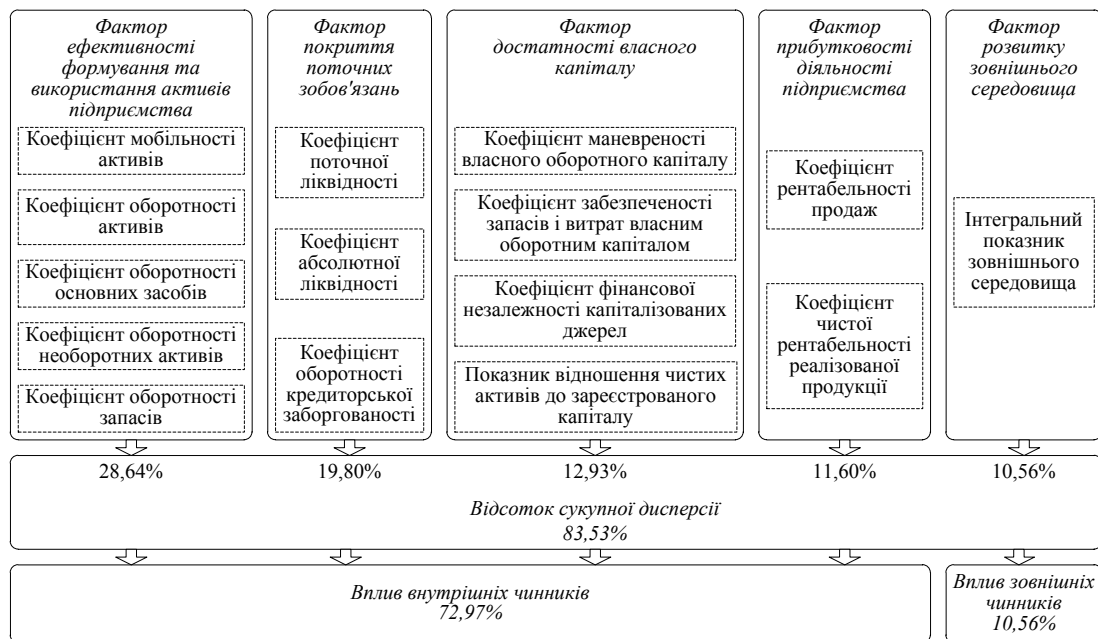 Фактор
ефективності
формування та
використання активів
підприємства
Коефіцієнт мобільності
активів
Коефіцієнт оборотності
активів
Коефіцієнт оборотності
основних засобів
Коефіцієнт оборотності
необоротних активів
Коефіцієнт оборотності
запасів
Фактор
покриття
поточних
зобов'язань
Коефіцієнт
поточної
ліквідності
Коефіцієнт
абсолютної
ліквідності
Коефіцієнт
оборотності
кредиторської
заборгованості
Фактор
достатності власного
капіталу
Коефіцієнт маневреності
власного оборотного капіталу
Коефіцієнт забезпеченості
запасів і витрат власним
оборотним капіталом
Коефіцієнт фінансової
незалежності капіталізованих
джерел
Показник відношення чистих
активів до зареєстрованого
капіталу
Фактор
прибутковості
діяльності
підприємства
Коефіцієнт
рентабельності
продаж
Коефіцієнт
чистої
рентабельності
реалізованої
продукції
Фактор
розвитку
зовнішнього
середовища
Інтегральний
показник
зовнішнього
середовища
28,64% 19,80% 12,93% 11,60% 10,56%
Відсоток сукупної дисперсії
83,53%
Вплив внутрішніх чинників
72,97%
Вплив зовнішніх
чинників
10,56%